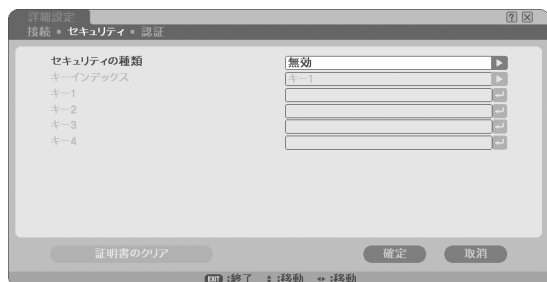 詳細設定
接続 • セキュリティ • 認証
セキュリティの種類 無効
キーインデックス キー1
キー1
キー2
キー3
キー4
証明書のクリア 確定 取消
EXIT :終了 :移動 :移動